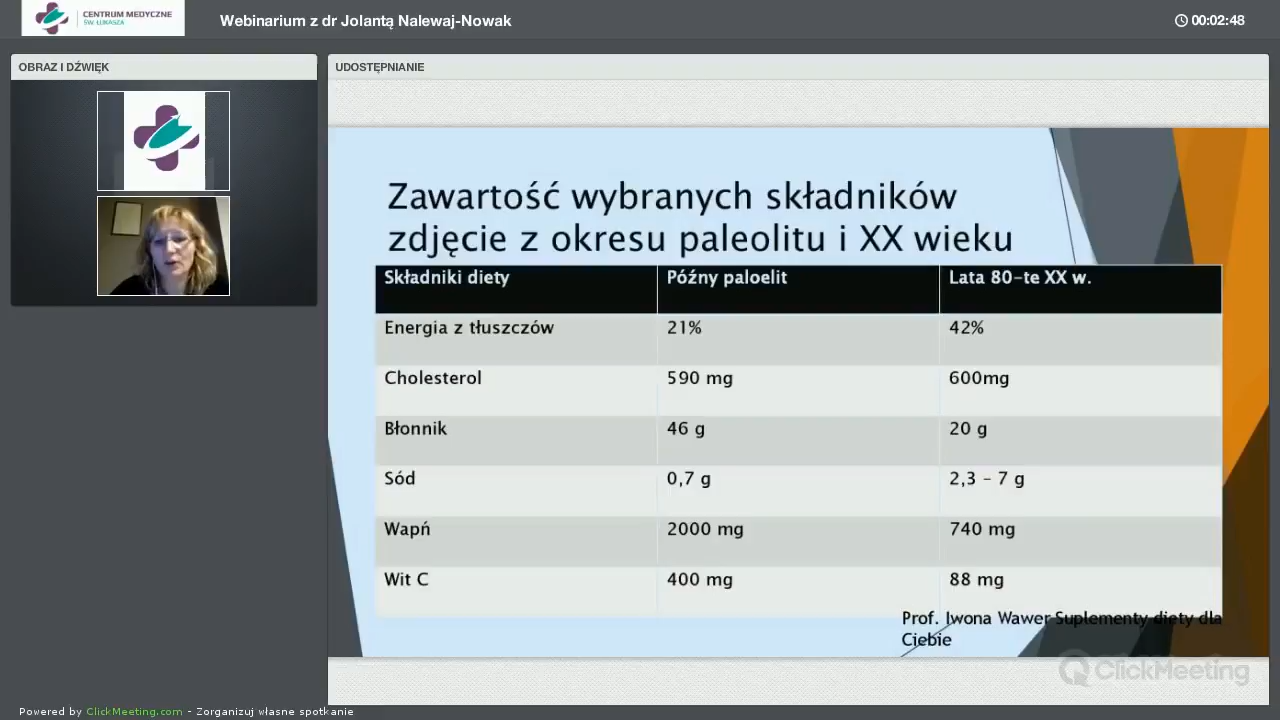 CENTRUM MEDYCZNE
ŚW. ŁUKASZA
Webinarium z dr Jolantą Nalewaj-Nowak
00:02:48
OBRAZ I DŹWIĘK
UDOSTĘPNIANIE
Zawartość wybranych składników
zdjęcie z okresu paleolitu i XX wieku
Składniki diety Późny paloelit Lata 80-te XX w.
Energia z tłuszczów 21% 42%
Cholesterol 590 mg 600mg
Błonnik 46 g 20 g
Sód 0,7 g 2,3 – 7 g
Wapń 2000 mg 740 mg
Wit C 400 mg 88 mg
Prof. Iwona Wawer Suplementy diety dla
Ciebie
ClickMeeting
Powered by ClickMeeting.com - Zorganizuj własne spotkanie